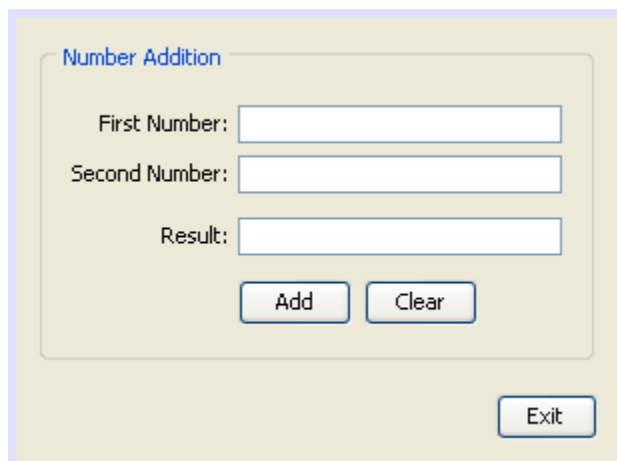 Number Addition
First Number:
Second Number:
Result:
Add Clear
Exit